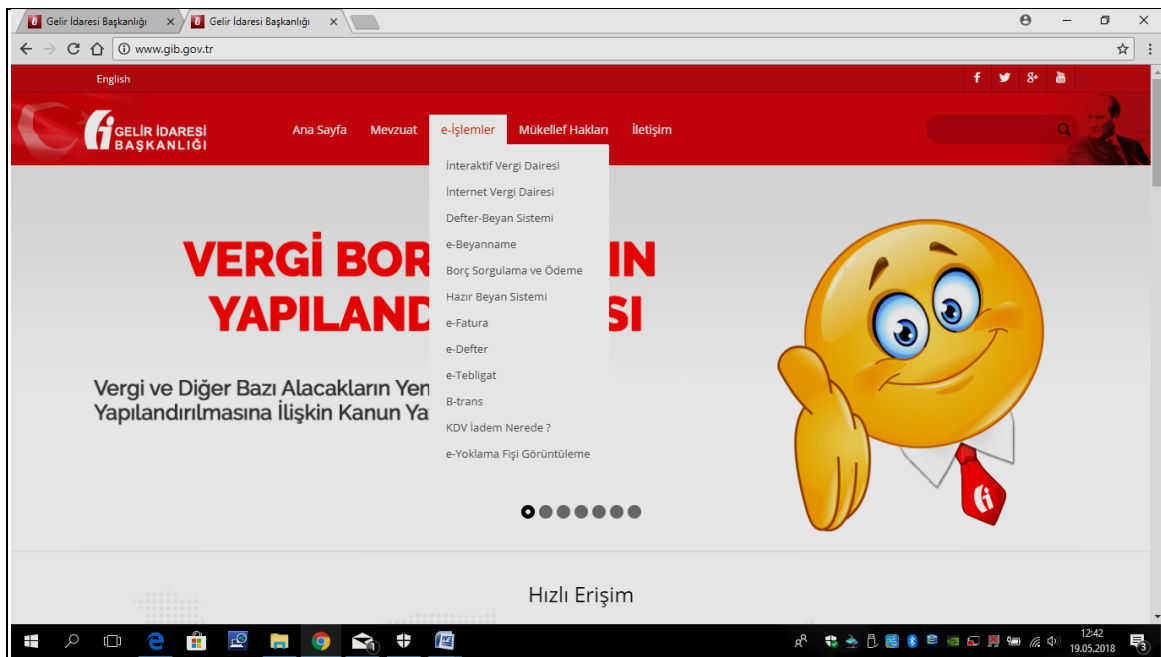 Gelir İdaresi Başkanlığı
Gelir İdaresi Başkanlığı
www.gib.gov.tr
English
GELİR İDARESİ
BAŞKANLIĞI
Ana Sayfa Mevzuat e-İşlemler Mükellef Hakları İletişim
İnteraktif Vergi Dairesi
İnternet Vergi Dairesi
Defter-Beyan Sistemi
e-Beyanname
Borç Sorgulama ve Ödeme
Hazır Beyan Sistemi
e-Fatura
e-Defter
e-Tebligat
B-trans
KDV İadem Nerede ?
e-Yoklama Fişi Görüntüleme
VERGİ BOR IN
YAPILAND SI
Vergi ve Diğer Bazı Alacakların Yen
Yapılandırılmasına İlişkin Kanun Ya
Hızlı Erişim
12:42
19.05.2018